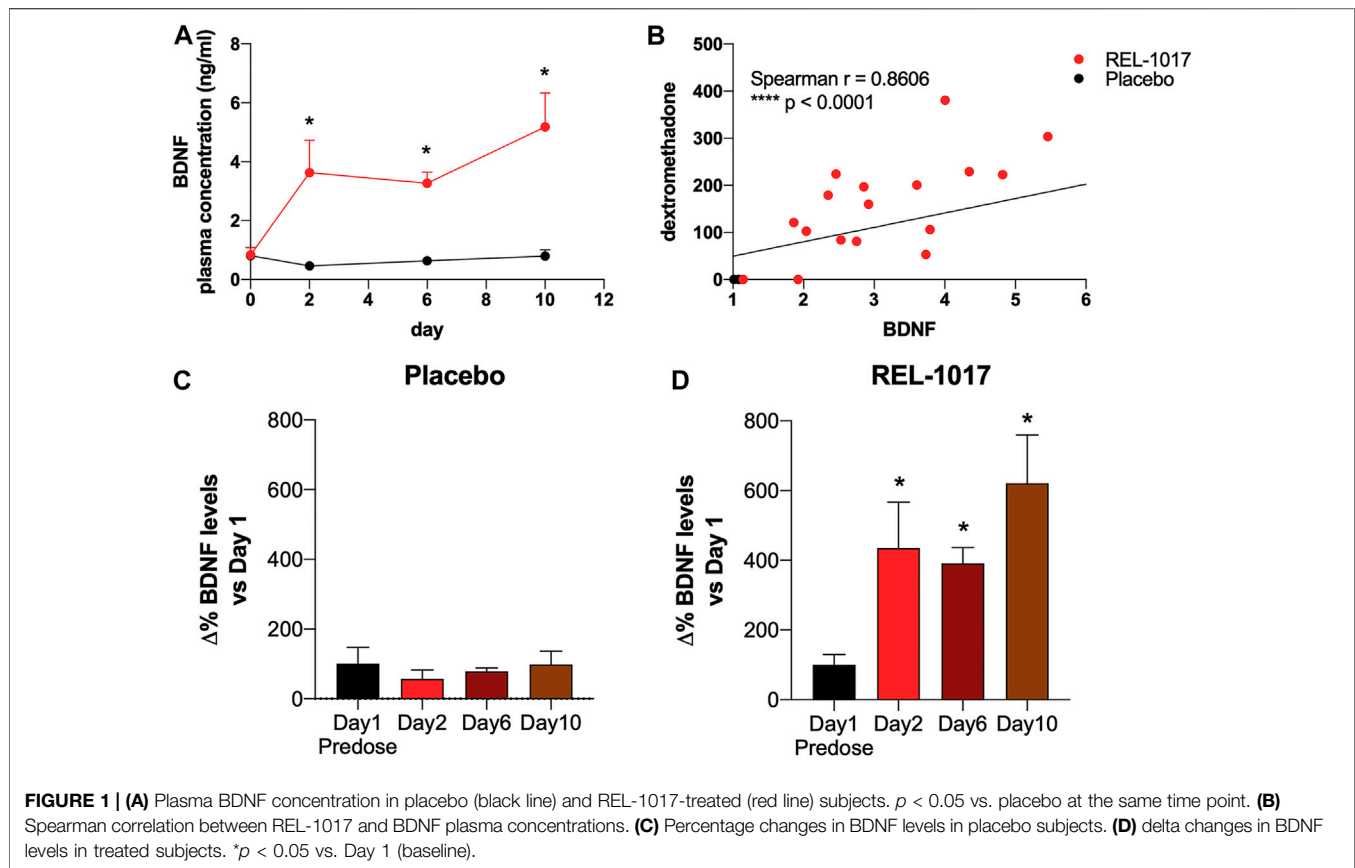 A
BDNF
plasma concentration (ng/ml)
8
6
4
2
0
*
*
*
0 2 4 6 8 10 12
day
B
500
400
300
200
100
0
dextromethadone
Spearman r = 0.8606
**** p < 0.0001
REL-1017
Placebo
1 2 3 4 5 6
BDNF
C
Placebo
Δ% BDNF levels
vs Day 1
800
600
400
200
0
Day1 Day2 Day6 Day10
Predose
D
REL-1017
Δ% BDNF levels
vs Day 1
800
600
400
200
0
*
*
*
Day1 Day2 Day6 Day10
Predose
FIGURE 1 | (A) Plasma BDNF concentration in placebo (black line) and REL-1017-treated (red line) subjects. p < 0.05 vs. placebo at the same time point. (B)
Spearman correlation between REL-1017 and BDNF plasma concentrations. (C) Percentage changes in BDNF levels in placebo subjects. (D) delta changes in BDNF
levels in treated subjects. *p < 0.05 vs. Day 1 (baseline).